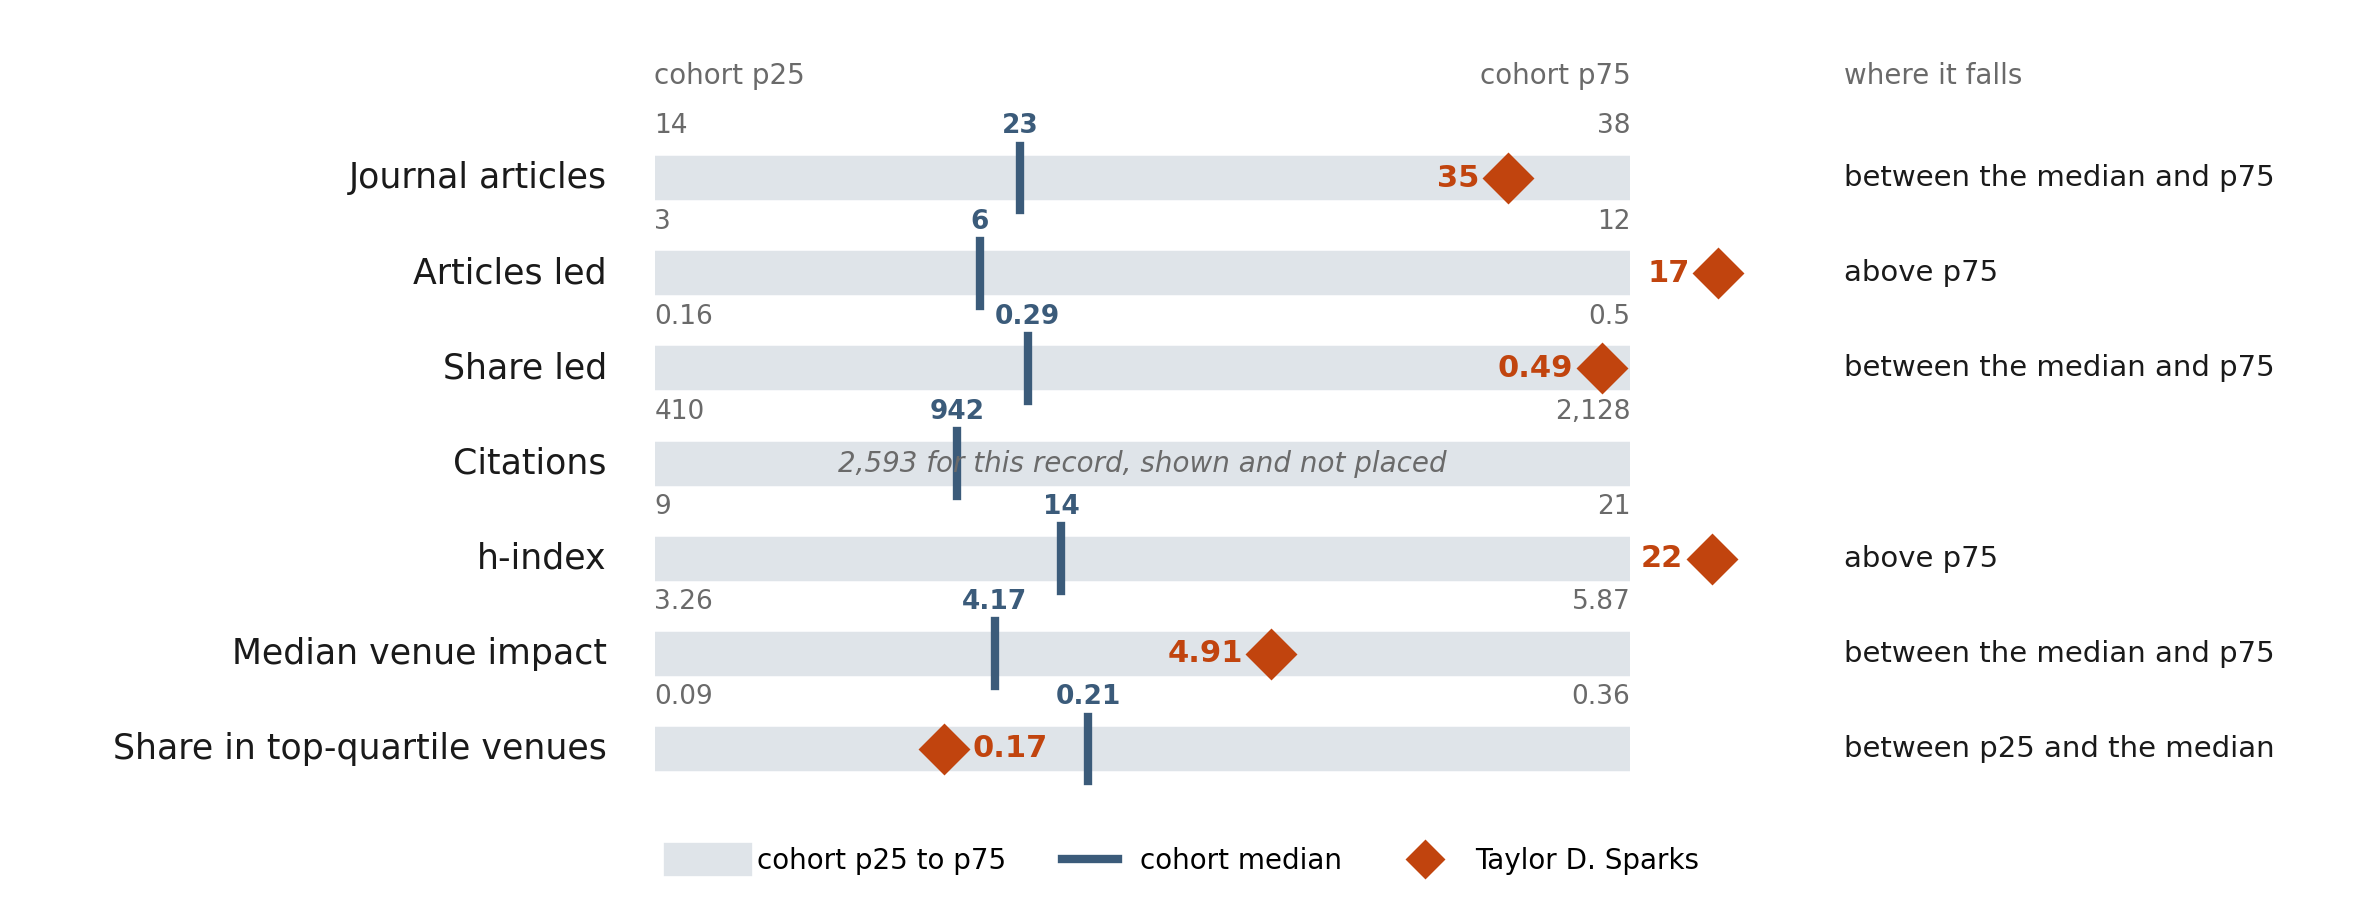 cohort p25 cohort p75 where it falls
14 23 38
Journal articles 35 between the median and p75
3 6 12
Articles led 17 above p75
0.16 0.29 0.5
Share led 0.49 between the median and p75
410 942 2,128
Citations 2,593 for this record, shown and not placed
9 14 21
h-index 22 above p75
3.26 4.17 5.87
Median venue impact 4.91 between the median and p75
0.09 0.21 0.36
Share in top-quartile venues 0.17 between p25 and the median
cohort p25 to p75 cohort median Taylor D. Sparks